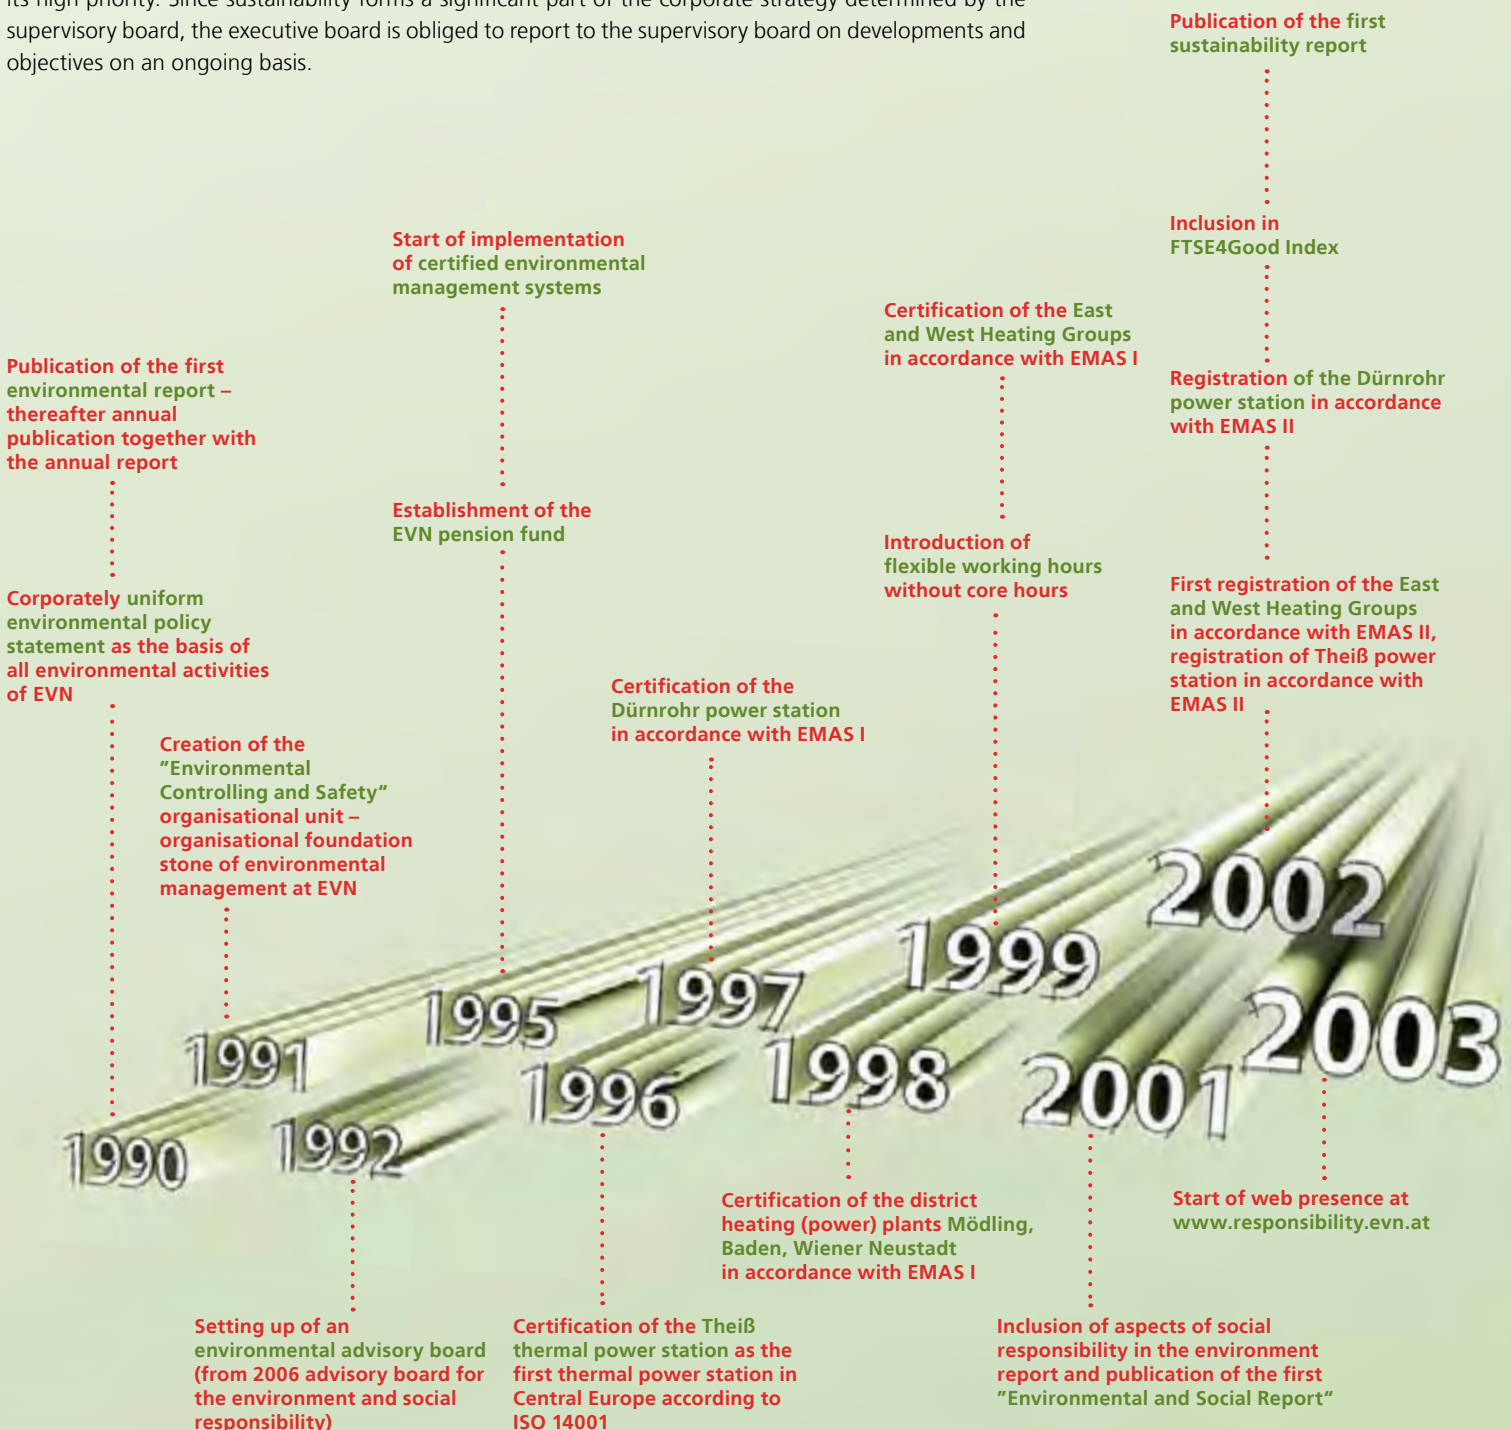 its high priority. Since sustainability forms a significant part of the corporate strategy determined by the
supervisory board, the executive board is obliged to report to the supervisory board on developments and
objectives on an ongoing basis.
Publication of the first
sustainability report
Inclusion in
FTSE4Good Index
Registration of the Dürnrohr
power station in accordance
with EMAS II
First registration of the East
and West Heating Groups
in accordance with EMAS II,
registration of Theiß power
station in accordance with
EMAS II
Start of implementation
of certified environmental
management systems
Establishment of the
EVN pension fund
Certification of the East
and West Heating Groups
in accordance with EMAS I
Introduction of
flexible working hours
without core hours
Publication of the first
environmental report –
thereafter annual
publication together with
the annual report
Corporately uniform
environmental policy
statement as the basis of
all environmental activities
of EVN
Creation of the
”Environmental
Controlling and Safety“
organisational unit –
organisational foundation
stone of environmental
management at EVN
Certification of the
Dürnrohr power station
in accordance with EMAS I
1990
1991
1992
1995
1996
1997
1998
1999
2001
2002
2003
Setting up of an
environmental advisory board
(from 2006 advisory board for
the environment and social
responsibility)
Certification of the Theiß
thermal power station as the
first thermal power station in
Central Europe according to
ISO 14001
Certification of the district
heating (power) plants Mödling,
Baden, Wiener Neustadt
in accordance with EMAS I
Inclusion of aspects of social
responsibility in the environment
report and publication of the first
”Environmental and Social Report“
Start of web presence at
www.responsibility.evn.at